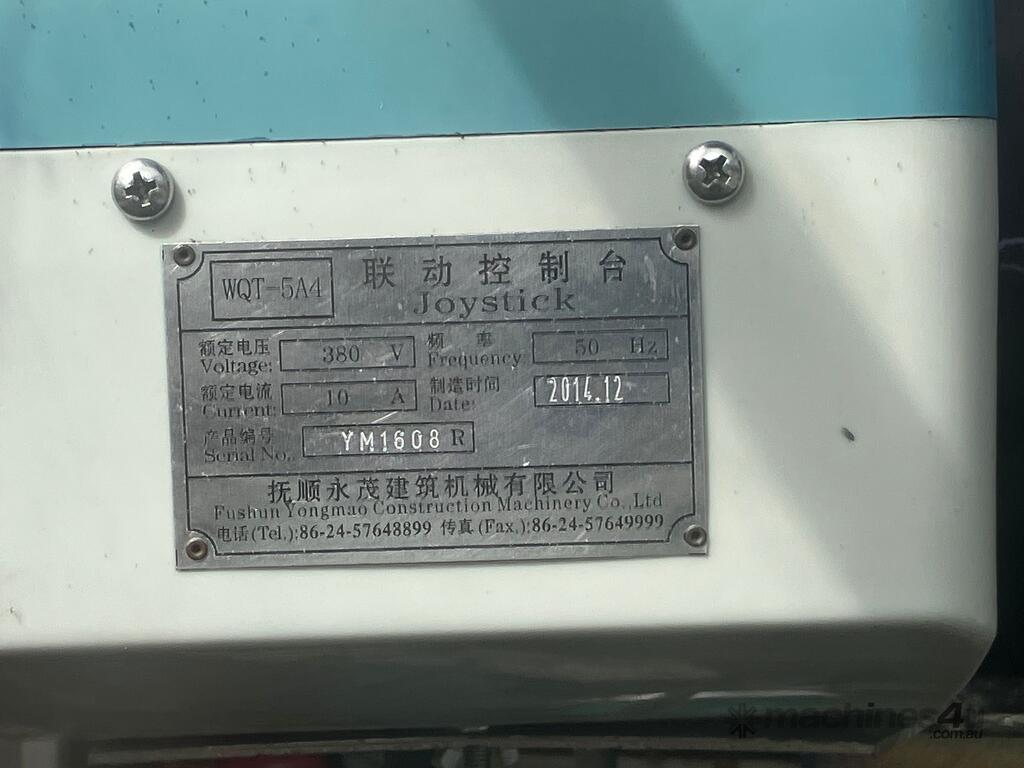 WQT-5A4
联动控制台
Joystick
额定电压 380 V 频率 50 Hz
Voltage: Frequency:
额定电流 10 A 制造时间 2014.12
Current: Date:
产品编号 YM1608 R
Serial No.:
抚顺永茂建筑机械有限公司
Fushun Yongmao Construction Machinery Co.,Ltd
电话(Tel.):86-24-57648899 传真(Fax.):86-24-57649999
machines4u
.com.au